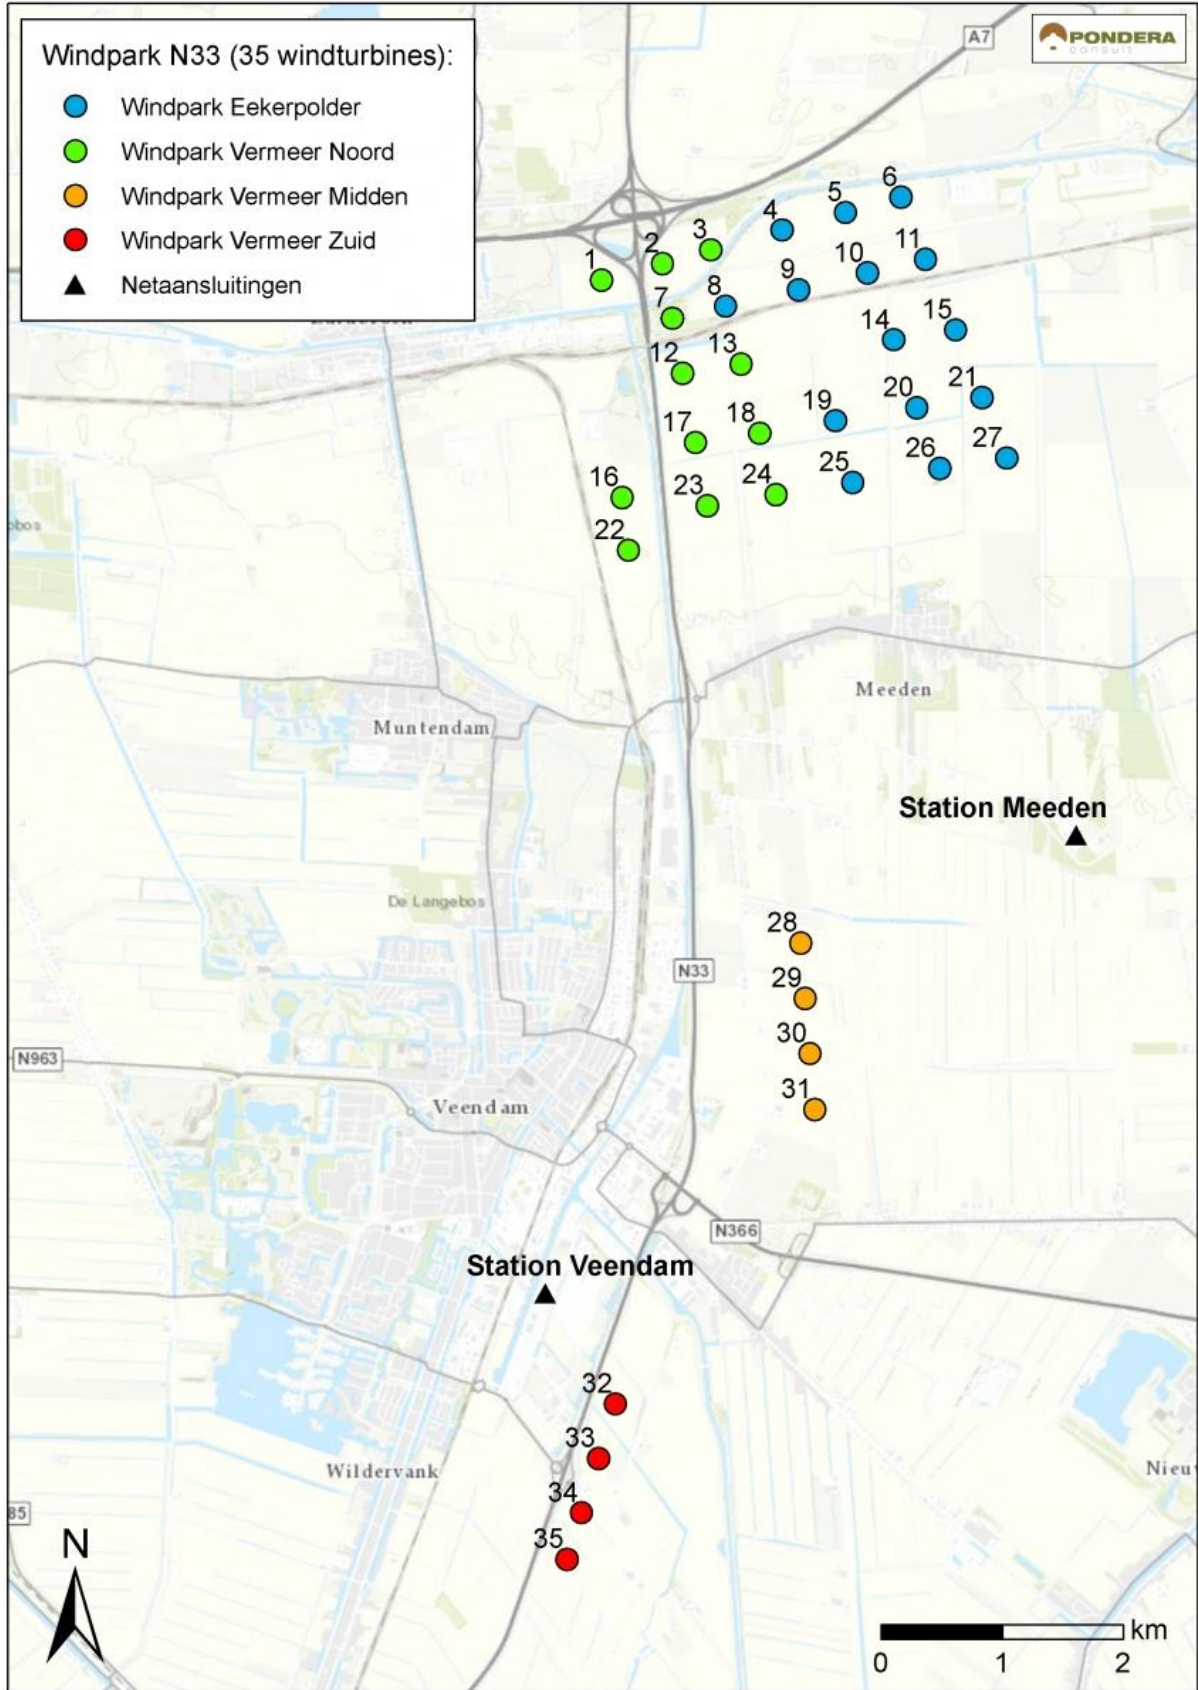 Windpark N33 (35 windturbines):
Windpark Eekerpolder
Windpark Vermeer Noord
Windpark Vermeer Midden
Windpark Vermeer Zuid
Netaansluitingen
A7
PONDERA
consult
6
5
4
3
2
1
11
10
9
8
7
15
14
13
12
21
20
19
18
17
27
26
25
24
23
16
22
Meeden
Muntendam
Station Meeden
De Langebos
28
N33
29
30
N963
31
Veendam
N366
Station Veendam
32
33
Wildervank
Nieuw
34
85
35
N
km
0 1 2